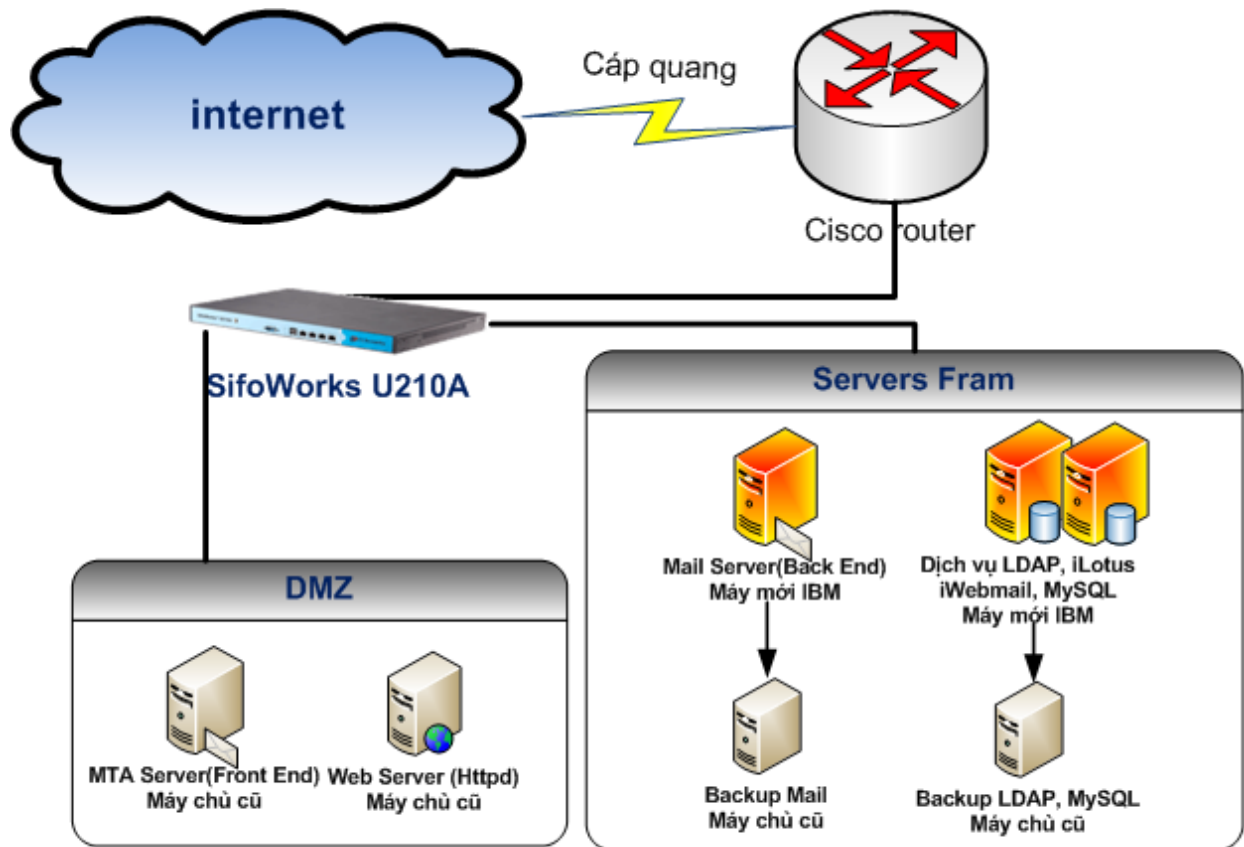 internet
Cáp quang
Cisco router
SifoWorks U210A
Servers Fram
Mail Server(Back End)
Máy mới IBM
Dịch vụ LDAP, iLotus
iWebmail, MySQL
Máy mới IBM
DMZ
MTA Server(Front End)
Máy chủ cũ
Web Server (Httpd)
Máy chủ cũ
Backup Mail
Máy chủ cũ
Backup LDAP, MySQL
Máy chủ cũ